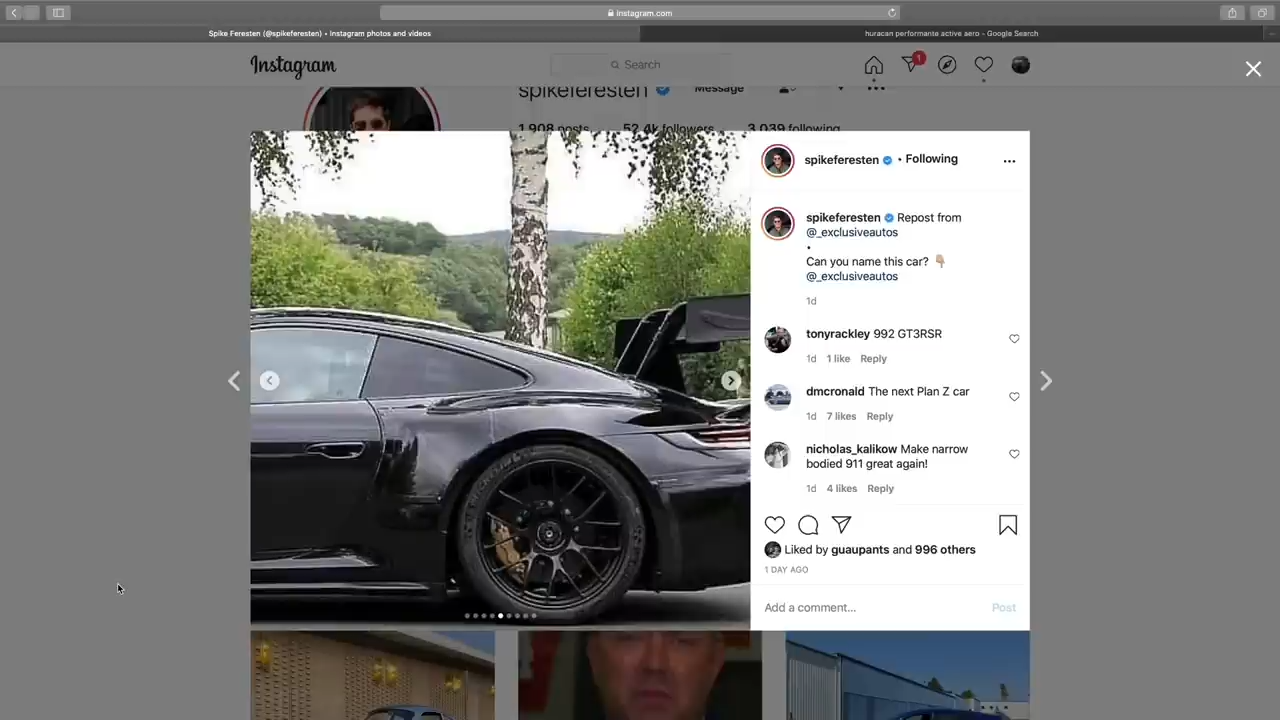 instagram.com
Spike Feresten (@spikeferesten) • Instagram photos and videos
huracan performante active aero – Google Search
Instagram
Search
1
spikeferesten
Message
1,908 posts 52.4k followers 3,039 following
spikeferesten • Following
spikeferesten Repost from
@_exclusiveautos
•
Can you name this car? 👇🏼
@_exclusiveautos
1d
tonyrackley 992 GT3RSR
1d 1 like Reply
dmcronald The next Plan Z car
1d 7 likes Reply
nicholas_kalikow Make narrow
bodied 911 great again!
1d 4 likes Reply
Liked by guaupants and 996 others
1 DAY AGO
Add a comment...
Post